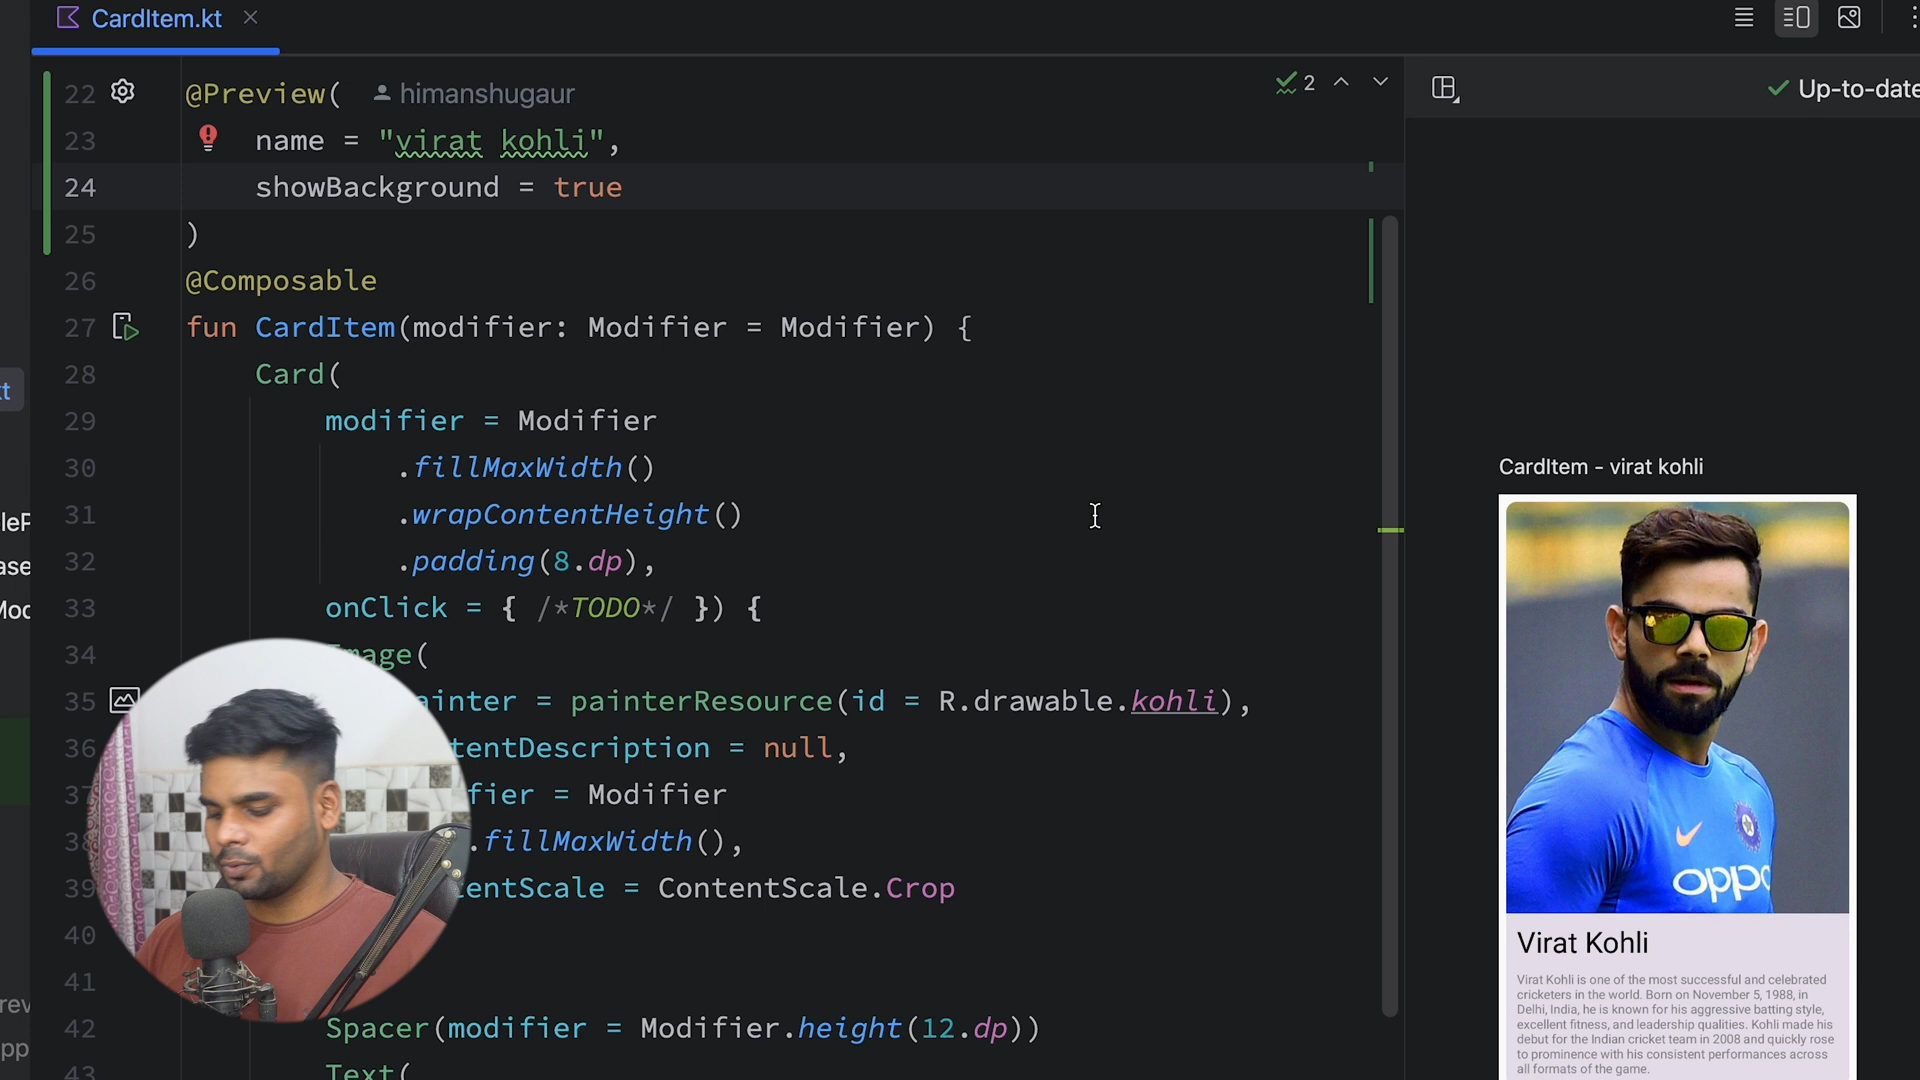 CardItem.kt
22 @Preview( himanshugaur
23 name = "virat kohli",
24 showBackground = true
25 )
26 @Composable
27 fun CardItem(modifier: Modifier = Modifier) {
28 Card(
29 modifier = Modifier
30 .fillMaxWidth()
31 .wrapContentHeight()
32 .padding(8.dp),
33 onClick = { /*TODO*/ }) {
34 Image(
35 ainter = painterResource(id = R.drawable.kohli),
36 tentDescription = null,
37 fier = Modifier
38 .fillMaxWidth(),
39 tentScale = ContentScale.Crop
40
41
42 Spacer(modifier = Modifier.height(12.dp))
43 Text(
2
Up-to-date
CardItem - virat kohli
oppo
Virat Kohli
Virat Kohli is one of the most successful and celebrated
cricketers in the world. Born on November 5, 1988, in
Delhi, India, he is known for his aggressive batting style,
excellent fitness, and leadership qualities. Kohli made his
debut for the Indian cricket team in 2008 and quickly rose
to prominence with his consistent performances across
all formats of the game.